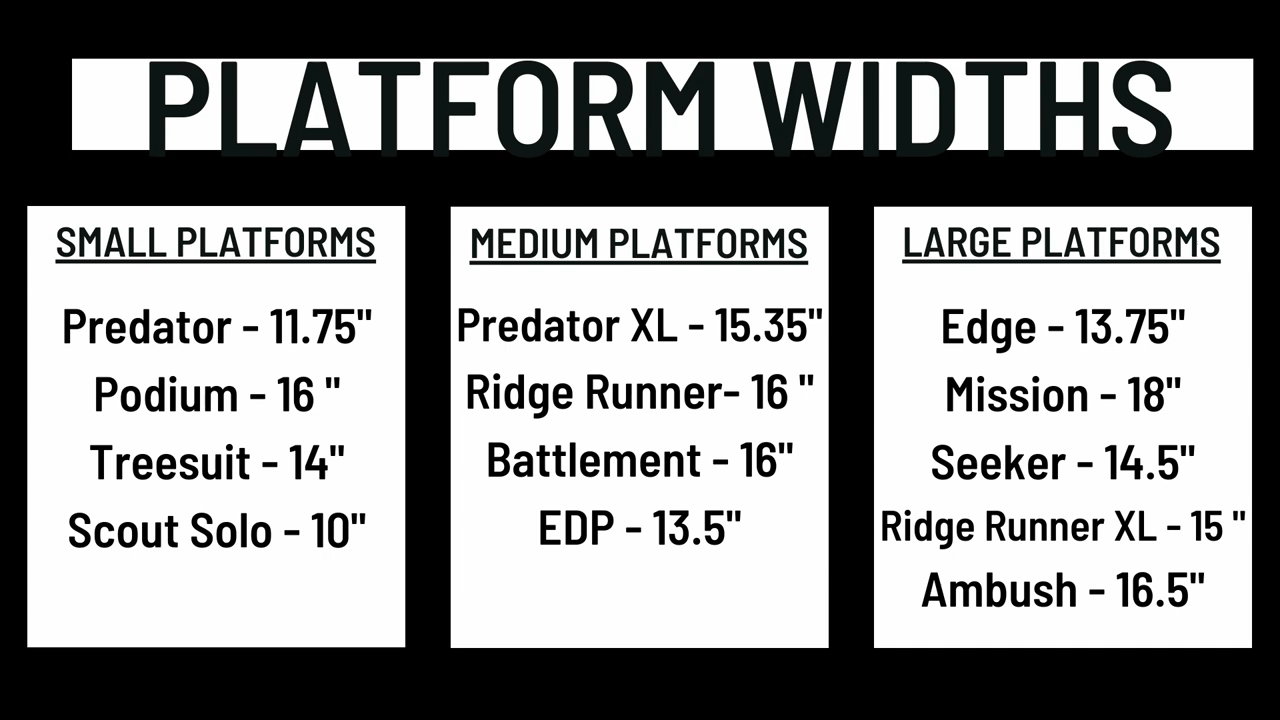 PLATFORM WIDTHS
SMALL PLATFORMS
Predator - 11.75"
Podium - 16 "
Treesuit - 14"
Scout Solo - 10"
MEDIUM PLATFORMS
Predator XL - 15.35"
Ridge Runner- 16 "
Battlement - 16"
EDP - 13.5"
LARGE PLATFORMS
Edge - 13.75"
Mission - 18"
Seeker - 14.5"
Ridge Runner XL - 15 "
Ambush - 16.5"